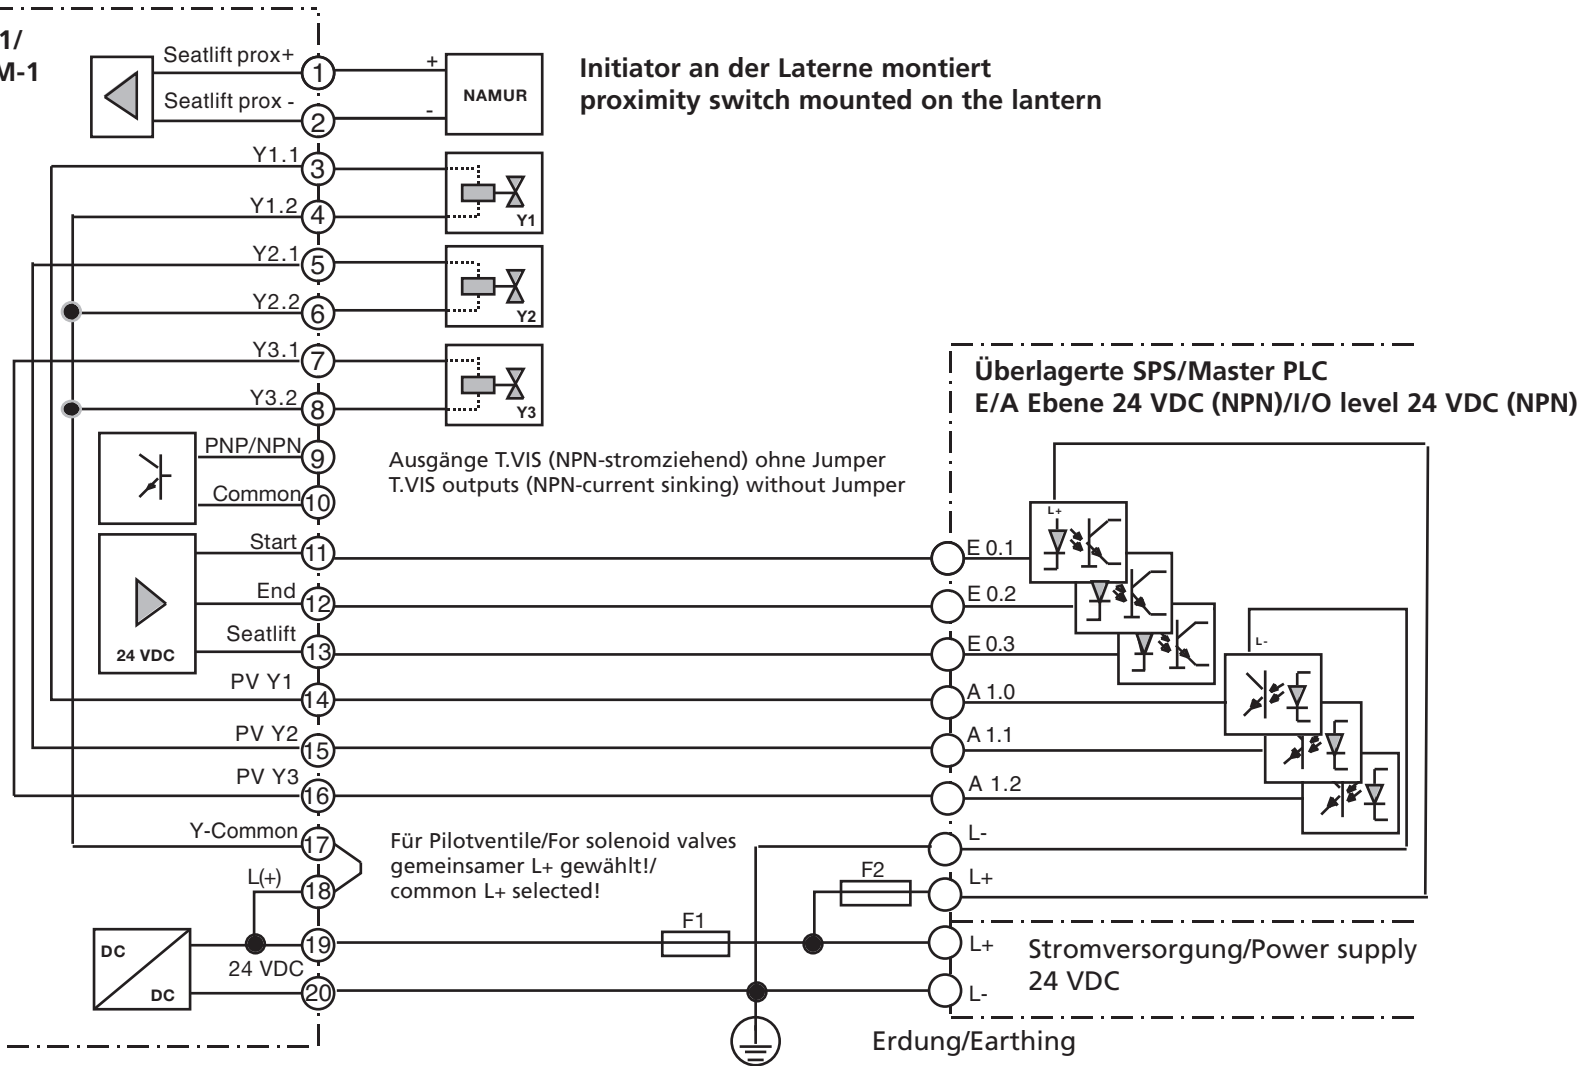 1/
M-1
Seatlift prox+
1
+
NAMUR
Seatlift prox -
2
-
Initiator an der Laterne montiert
proximity switch mounted on the lantern
Y1.1
3
Y1.2
4
Y1
Y2.1
5
Y2.2
6
Y2
Y3.1
7
Y3.2
8
Y3
Überlagerte SPS/Master PLC
E/A Ebene 24 VDC (NPN)/I/O level 24 VDC (NPN)
PNP/NPN
9
Common
10
Ausgänge T.VIS (NPN-stromziehend) ohne Jumper
T.VIS outputs (NPN-current sinking) without Jumper
L+
Start
11
E 0.1
End
12
E 0.2
Seatlift
13
E 0.3
24 VDC
L-
PV Y1
14
A 1.0
PV Y2
15
A 1.1
PV Y3
16
A 1.2
Y-Common
17
L-
Für Pilotventile/For solenoid valves
gemeinsamer L+ gewählt!/
common L+ selected!
L(+)
18
F2
L+
F1
DC
DC
19
24 VDC
20
L+
L-
Stromversorgung/Power supply
24 VDC
Erdung/Earthing